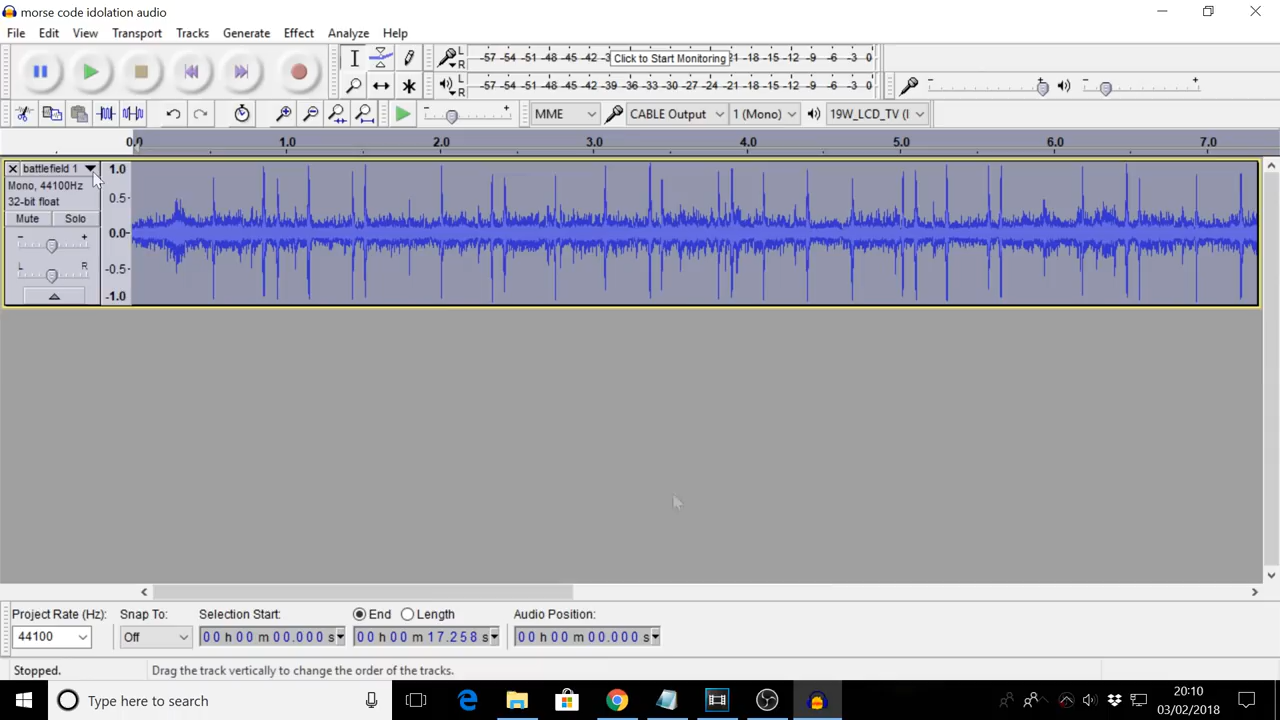 morse code idolation audio
File Edit View Transport Tracks Generate Effect Analyze Help
L R -57 -54 -51 -48 -45 -42 -3 Click to Start Monitoring -21 -18 -15 -12 -9 -6 -3 0 - +
L R -57 -54 -51 -48 -45 -42 -39 -36 -33 -30 -27 -24 -21 -18 -15 -12 -9 -6 -3 0 - +
- + MME CABLE Output 1 (Mono) 19W_LCD_TV (I
0.0 1.0 2.0 3.0 4.0 5.0 6.0 7.0
battlefield 1 1.0
Mono, 44100Hz
32-bit float 0.5
Mute Solo
0.0
- +
L R -0.5
-1.0
Project Rate (Hz): Snap To: Selection Start: End Length Audio Position:
44100 Off 00 h 00 m 00.000 s 00 h 00 m 17.258 s 00 h 00 m 00.000 s
Stopped. Drag the track vertically to change the order of the tracks.
Type here to search 20:10
03/02/2018